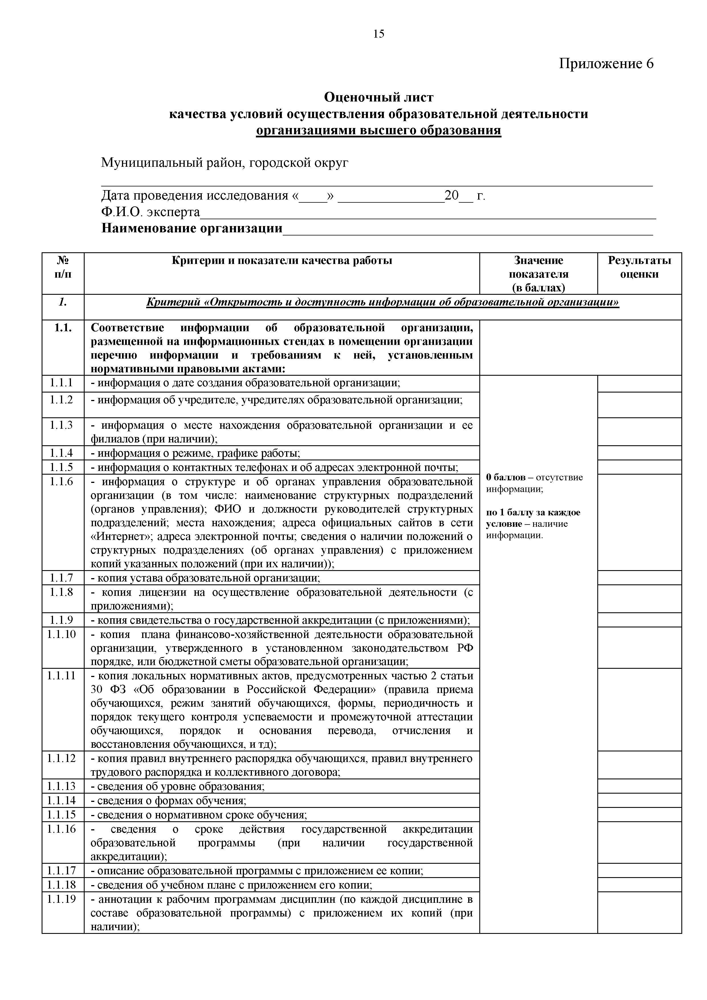 15
Приложение 6
Оценочный лист
качества условий осуществления образовательной деятельности
организациями высшего образования
Муниципальный район, городской округ
Дата проведения исследования «____» _______________20__ г.
Ф.И.О. эксперта________________________________________________________________
Наименование организации____________________________________________________
№
п/п
Критерии и показатели качества работы
Значение
показателя
(в баллах)
Результаты
оценки
1.
Критерий «Открытость и доступность информации об образовательной организации»
1.1.
Соответствие информации об образовательной организации,
размещенной на информационных стендах в помещении организации
перечню информации и требованиям к ней, установленным
нормативными правовыми актами:
1.1.1
- информация о дате создания образовательной организации;
1.1.2
- информация об учредителе, учредителях образовательной организации;
1.1.3
- информация о месте нахождения образовательной организации и ее
филиалов (при наличии);
1.1.4
- информация о режиме, графике работы;
1.1.5
- информация о контактных телефонах и об адресах электронной почты;
1.1.6
- информация о структуре и об органах управления образовательной
организации (в том числе: наименование структурных подразделений
(органов управления); ФИО и должности руководителей структурных
подразделений; места нахождения; адреса официальных сайтов в сети
«Интернет»; адреса электронной почты; сведения о наличии положений о
структурных подразделениях (об органах управления) с приложением
копий указанных положений (при их наличии));
0 баллов – отсутствие
информации;
по 1 баллу за каждое
условие – наличие
информации.
1.1.7
- копия устава образовательной организации;
1.1.8
- копия лицензии на осуществление образовательной деятельности (с
приложениями);
1.1.9
- копия свидетельства о государственной аккредитации (с приложениями);
1.1.10
- копия плана финансово-хозяйственной деятельности образовательной
организации, утвержденного в установленном законодательством РФ
порядке, или бюджетной сметы образовательной организации;
1.1.11
- копия локальных нормативных актов, предусмотренных частью 2 статьи
30 ФЗ «Об образовании в Российской Федерации» (правила приема
обучающихся, режим занятий обучающихся, формы, периодичность и
порядок текущего контроля успеваемости и промежуточной аттестации
обучающихся, порядок и основания перевода, отчисления и
восстановления обучающихся, и тд);
1.1.12
- копия правил внутреннего распорядка обучающихся, правил внутреннего
трудового распорядка и коллективного договора;
1.1.13
- сведения об уровне образования;
1.1.14
- сведения о формах обучения;
1.1.15
- сведения о нормативном сроке обучения;
1.1.16
- сведения о сроке действия государственной аккредитации
образовательной программы (при наличии государственной
аккредитации);
1.1.17
- описание образовательной программы с приложением ее копии;
1.1.18
- сведения об учебном плане с приложением его копии;
1.1.19
- аннотации к рабочим программам дисциплин (по каждой дисциплине в
составе образовательной программы) с приложением их копий (при
наличии);